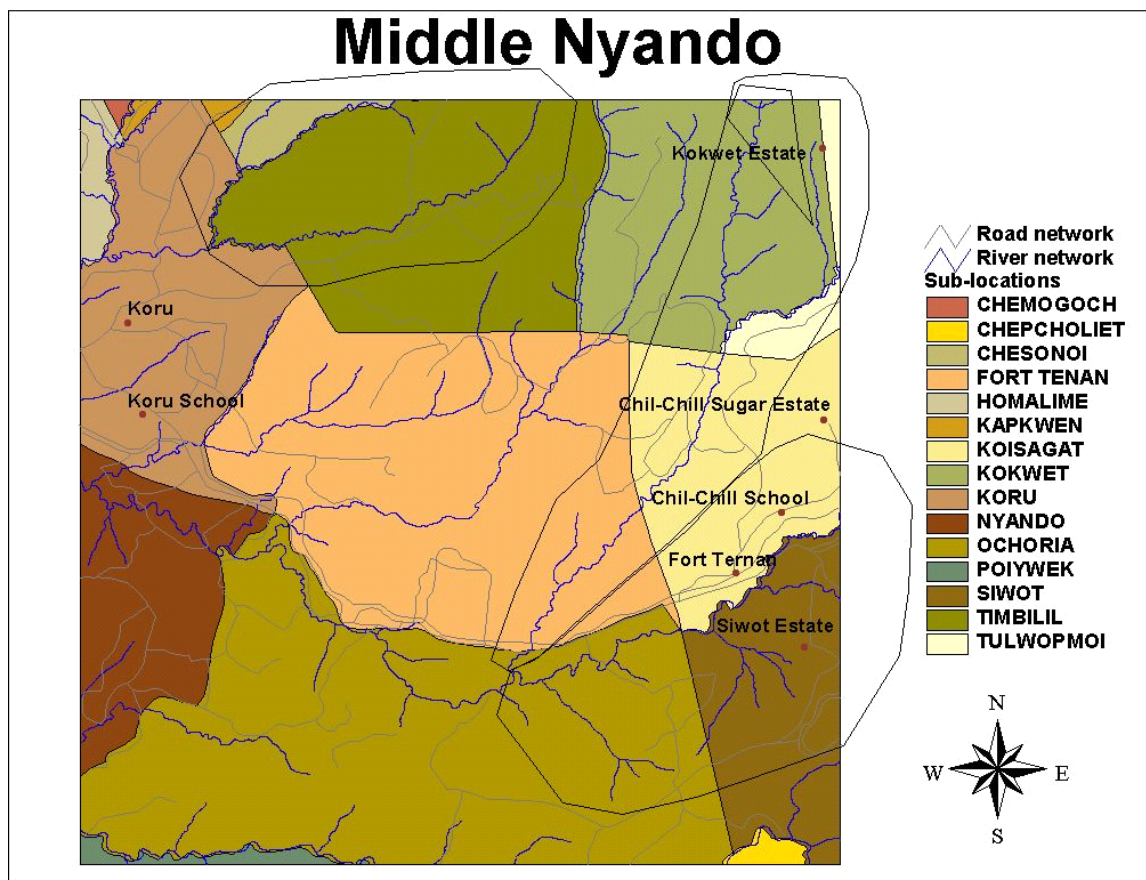 Middle Nyando
Kokwet Estate
Koru
Koru School
Chil-Chill Sugar Estate
Chil-Chill School
Fort Ternan
Siwot Estate
Road network
River network
Sub-locations
CHEMOGOCH
CHEPCHOLIET
CHESONOI
FORT TENAN
HOMALIME
KAPKWEN
KOISAGAT
KOKWET
KORU
NYANDO
OCHORIA
POIYWEK
SIWOT
TIMBILIL
TULWOPMOI
N
W E
S